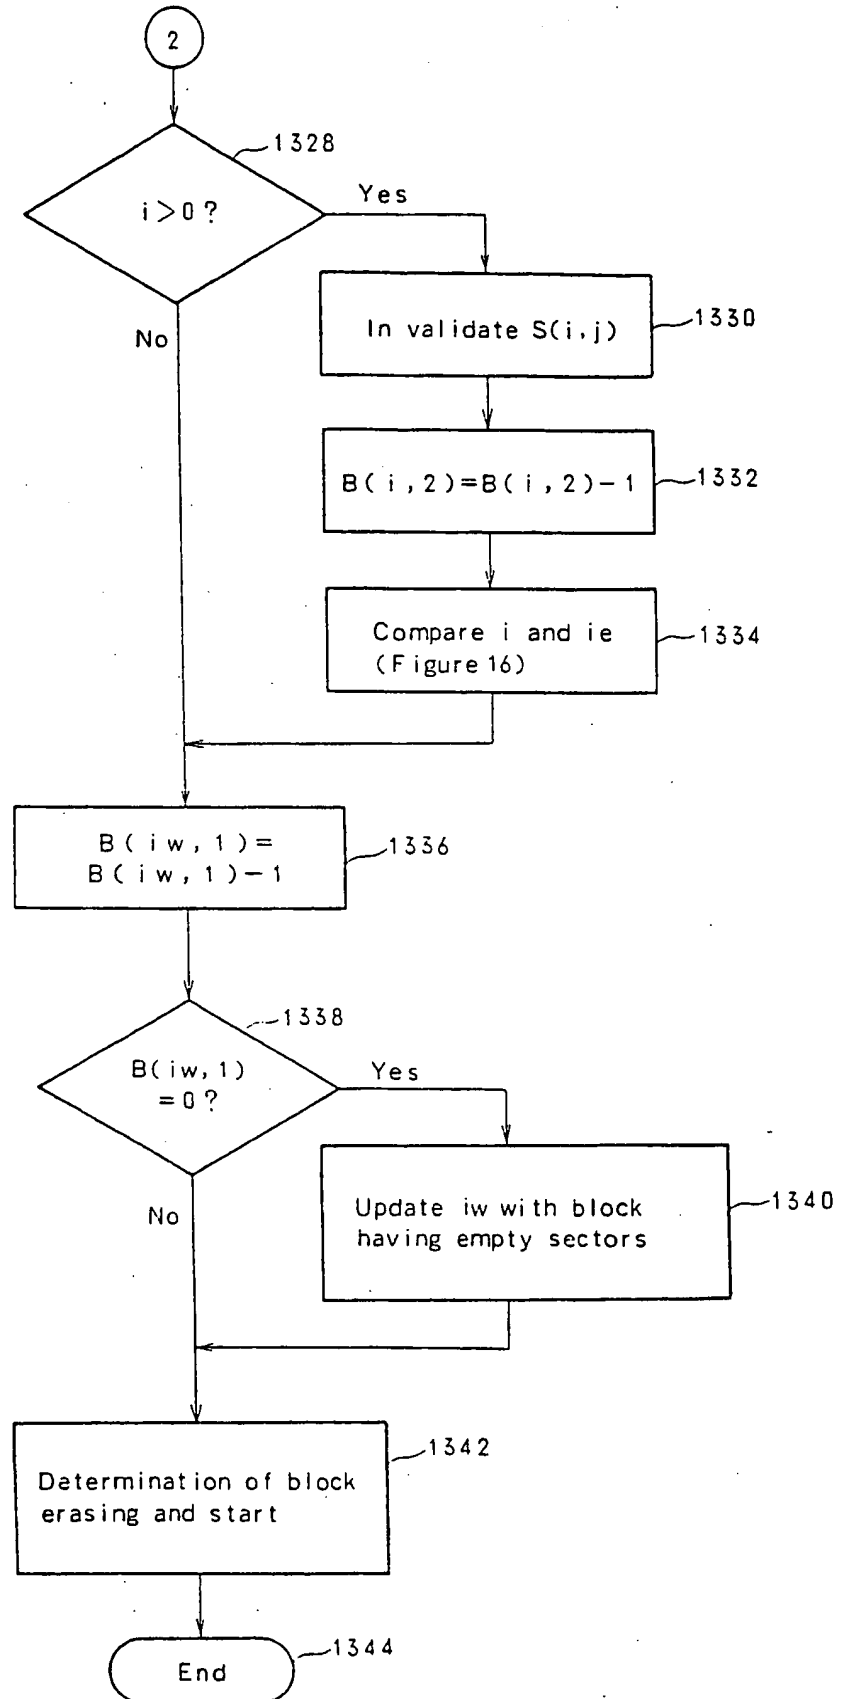 2
1328
i>0?
Yes
No
In validate S(i,j)
1330
B(i,2)=B(i,2)-1
1332
Compare i and ie
(Figure 16)
1334
B(iw,1)=
B(iw,1)-1
1336
1338
B(iw,1)
=0?
Yes
No
Update iw with block
having empty sectors
1340
1342
Determination of block
erasing and start
1344
End